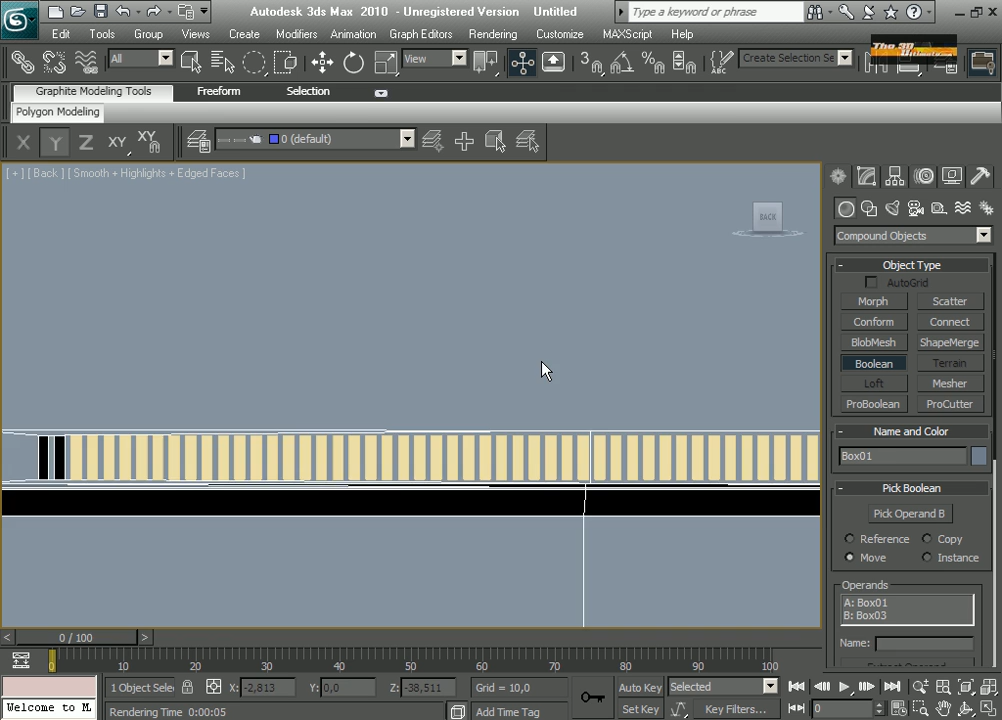 Autodesk 3ds Max 2010 - Unregistered Version Untitled
Type a keyword or phrase
Edit Tools Group Views Create Modifiers Animation Graph Editors Rendering Customize MAXScript Help
All View 3 Create Selection Se
Graphite Modeling Tools Freeform Selection
Polygon Modeling
X Y Z XY XY 0 (default)
[ + ] [ Back ] [ Smooth + Highlights + Edged Faces ]
BACK
Compound Objects
Object Type
AutoGrid
Morph Scatter
Conform Connect
BlobMesh ShapeMerge
Boolean Terrain
Loft Mesher
ProBoolean ProCutter
Name and Color
Box01
Pick Boolean
Pick Operand B
Reference Copy
Move Instance
Operands
A: Box01
B: Box03
Name:
0 / 100
0 10 20 30 40 50 60 70 80 90 100
1 Object Selec X: -2,813 Y: 0,0 Z: -38,511 Grid = 10,0 Auto Key Selected
Welcome to M. Rendering Time 0:00:05 Add Time Tag Set Key Key Filters... 0